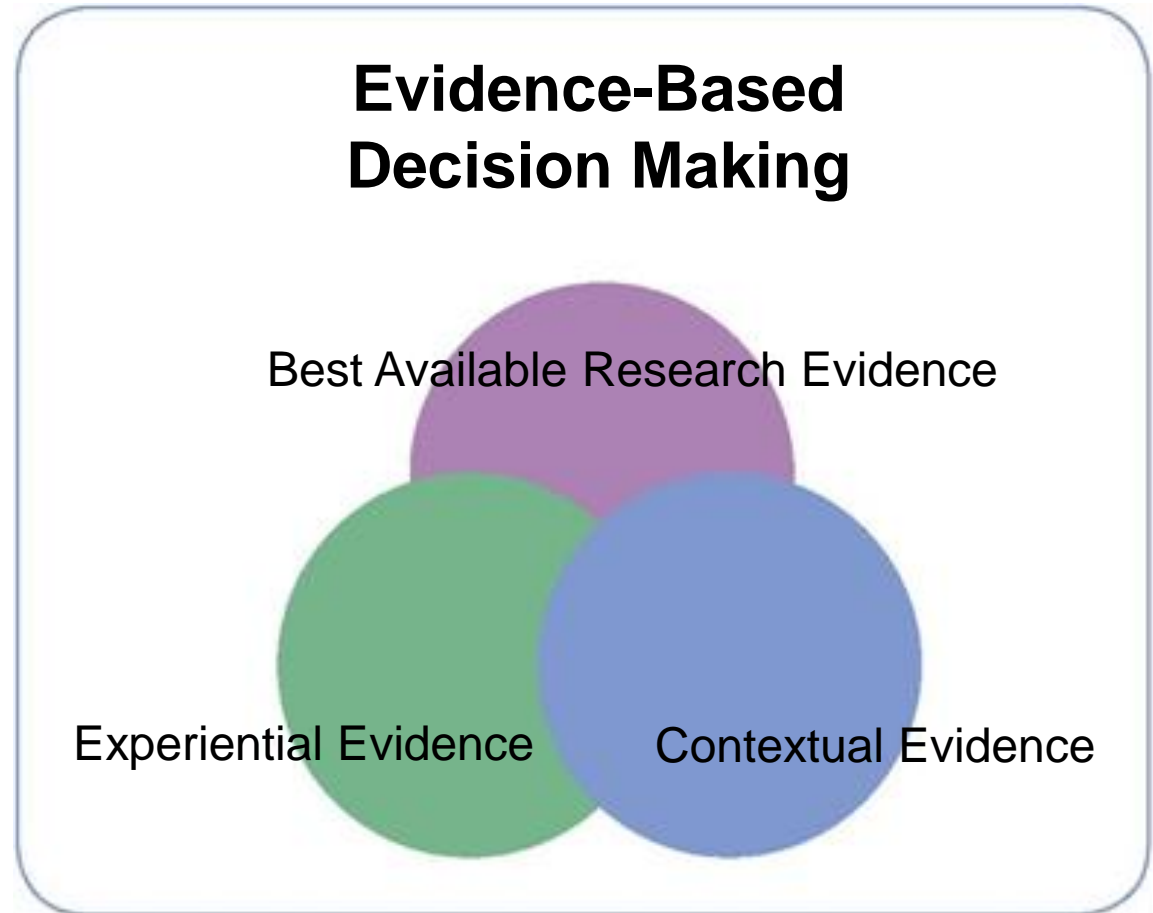 Evidence-Based
Decision Making
Best Available Research Evidence
Experiential Evidence
Contextual Evidence